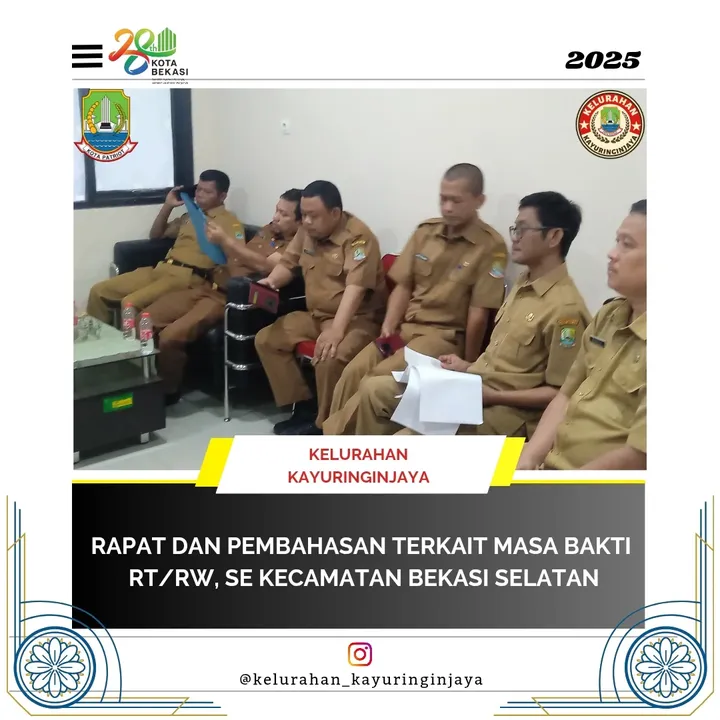 28th
KOTA
BEKASI
2025
KOTA PATRIOT
KELURAHAN
KAYURINGINJAYA
KELURAHAN
KAYURINGINJAYA
RAPAT DAN PEMBAHASAN TERKAIT MASA BAKTI
RT/RW, SE KECAMATAN BEKASI SELATAN
@kelurahan_kayuringinjaya